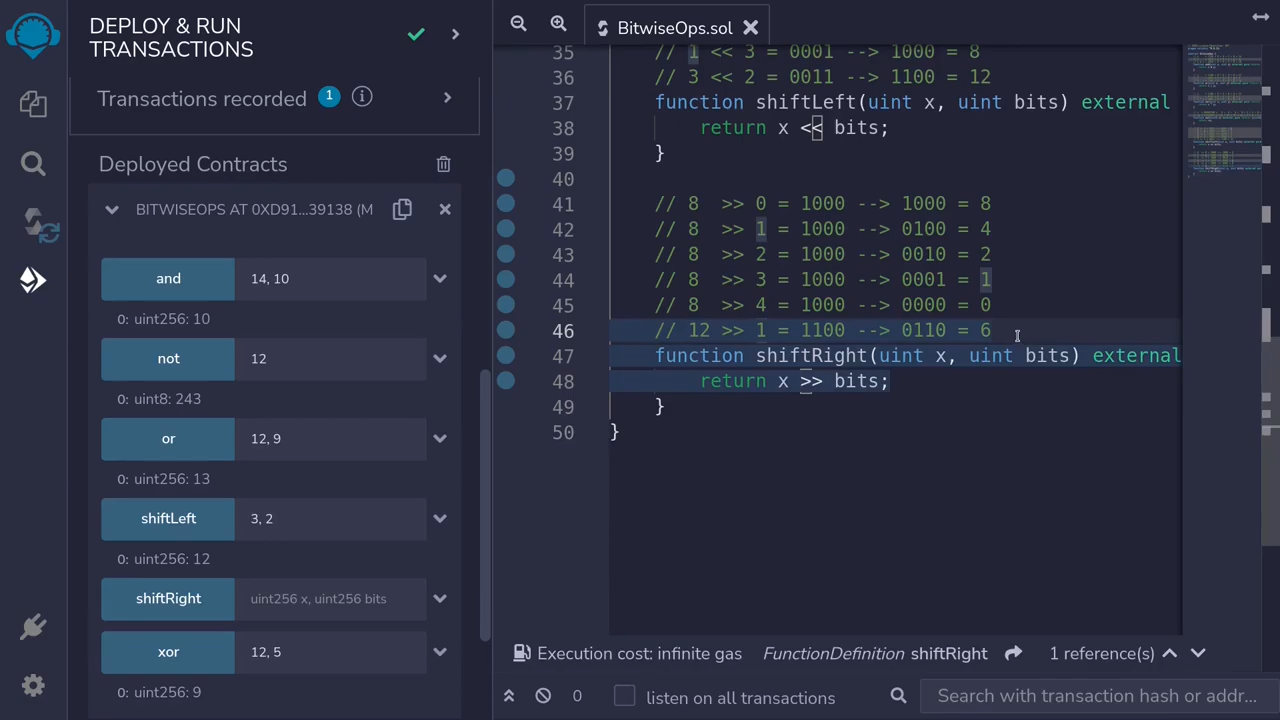 DEPLOY & RUN
TRANSACTIONS
Transactions recorded 1 i
Deployed Contracts
BITWISEOPS AT 0XD91...39138 (M
and 14, 10
0: uint256: 10
not 12
0: uint8: 243
or 12, 9
0: uint256: 13
shiftLeft 3, 2
0: uint256: 12
shiftRight uint256 x, uint256 bits
xor 12, 5
0: uint256: 9
BitwiseOps.sol
35 // 1 << 3 = 0001 --> 1000 = 8
36 // 3 << 2 = 0011 --> 1100 = 12
37 function shiftLeft(uint x, uint bits) external
38 return x << bits;
39 }
40
41 // 8 >> 0 = 1000 --> 1000 = 8
42 // 8 >> 1 = 1000 --> 0100 = 4
43 // 8 >> 2 = 1000 --> 0010 = 2
44 // 8 >> 3 = 1000 --> 0001 = 1
45 // 8 >> 4 = 1000 --> 0000 = 0
46 // 12 >> 1 = 1100 --> 0110 = 6
47 function shiftRight(uint x, uint bits) external
48 return x >> bits;
49 }
50 }
Execution cost: infinite gas FunctionDefinition shiftRight 1 reference(s)
0 listen on all transactions Search with transaction hash or addr...